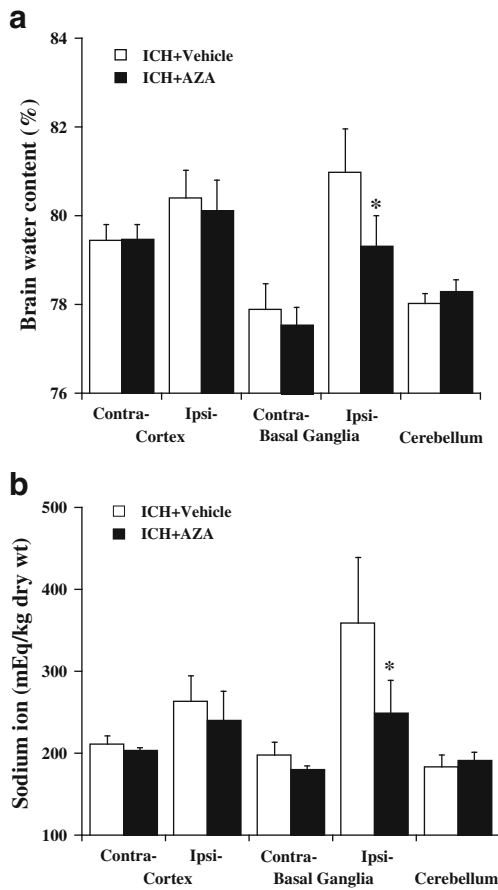 a
Brain water content (%)
84
82
80
78
76
ICH+Vehicle
ICH+AZA
*
Contra- Ipsi- Contra- Ipsi-
Cortex Basal Ganglia Cerebellum
b
Sodium ion (mEq/kg dry wt)
500
400
300
200
100
ICH+Vehicle
ICH+AZA
*
Contra- Ipsi- Contra- Ipsi-
Cortex Basal Ganglia Cerebellum